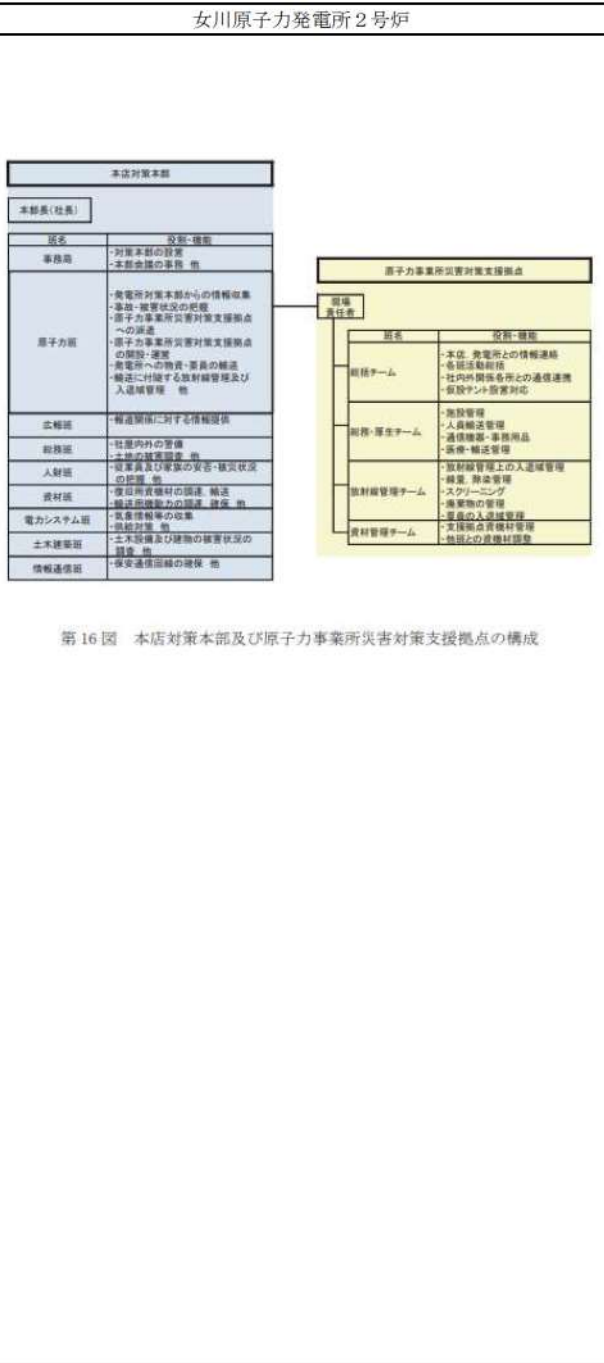 女川原子力発電所２号炉
本店対策本部
本部長(社長)
班名 役割・機能
事務局
・対策本部の設営
・本部会議の事務 他
原子力班
・発電所対策本部からの情報収集
・事故・被害状況の把握
・原子力事業所災害対策支援拠点
への派遣
・原子力事業所災害対策支援拠点
の開設・運営
・発電所への物資・要員の輸送
・輸送に付随する放射線管理及び
入退域管理 他
広報班
・報道関係に対する情報提供
総務班
・社屋内外の警備
・土地の被害調査 他
人財班
・従業員及び家族の安否・被災状況
の把握 他
資材班
・復旧用資機材の調達、輸送
・輸送用機動力の調達、確保 他
電力システム班
・気象情報等の収集
・供給対策 他
土木建築班
・土木設備及び建物の被害状況の
調査 他
情報通信班
・保安通信回線の確保 他
原子力事業所災害対策支援拠点
現場
責任者
班名 役割・機能
総括チーム
・本店、発電所との情報連絡
・各班活動総括
・社内外関係各所との通信連携
・仮設テント設営対応
総務・厚生チーム
・施設管理
・人員輸送管理
・通信機器・事務用品
・医療・輸送管理
放射線管理チーム
・放射線管理上の入退域管理
・線量、除染管理
・スクリーニング
・廃棄物の管理
・要員の入退域管理
資材管理チーム
・支援拠点資機材管理
・他班との資機材調整
第 16 図　本店対策本部及び原子力事業所災害対策支援拠点の構成